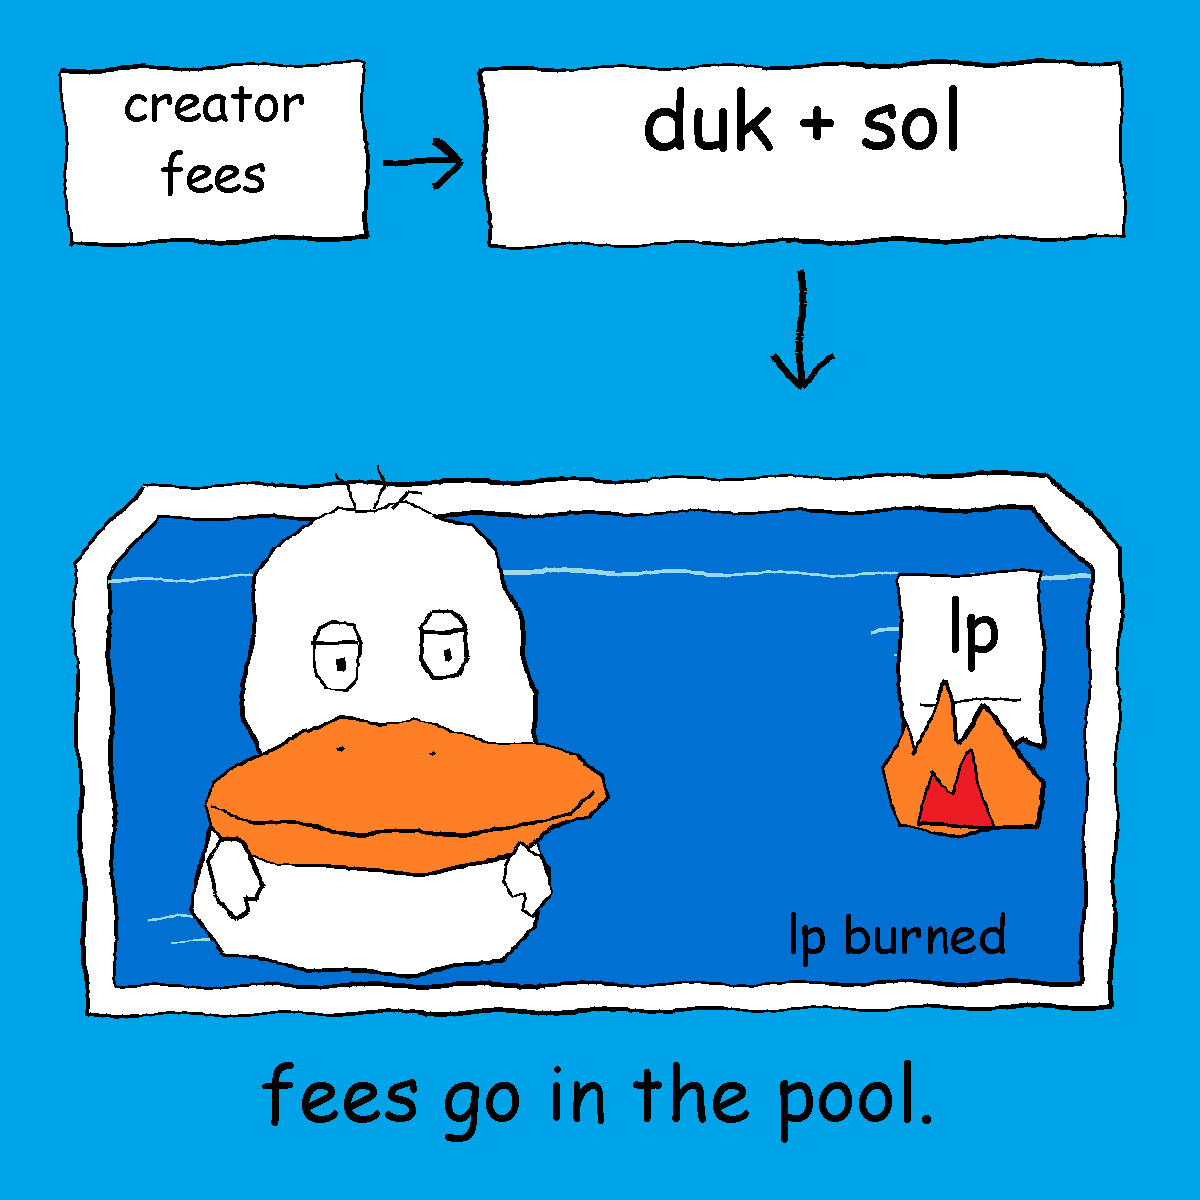 creator
fees
duk + sol
lp
lp burned
fees go in the pool.